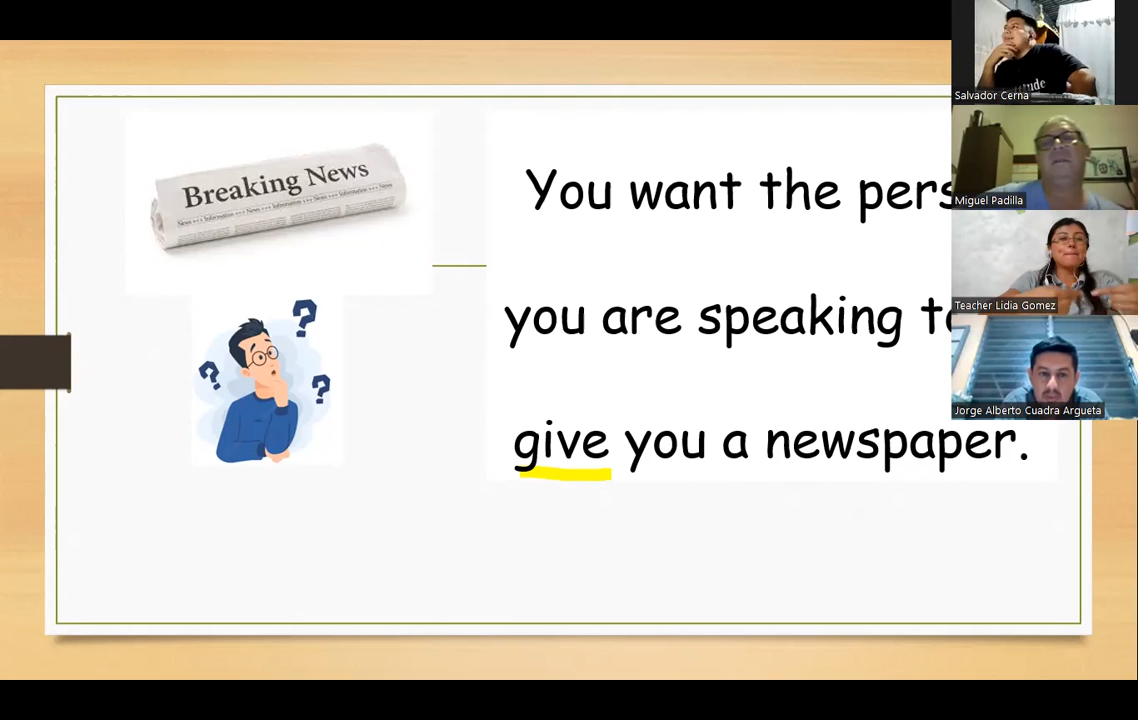 Breaking News
You want the pers
you are speaking to
give you a newspaper.
Salvador Cerna
Miguel Padilla
Teacher Lidia Gomez
Jorge Alberto Cuadra Argueta